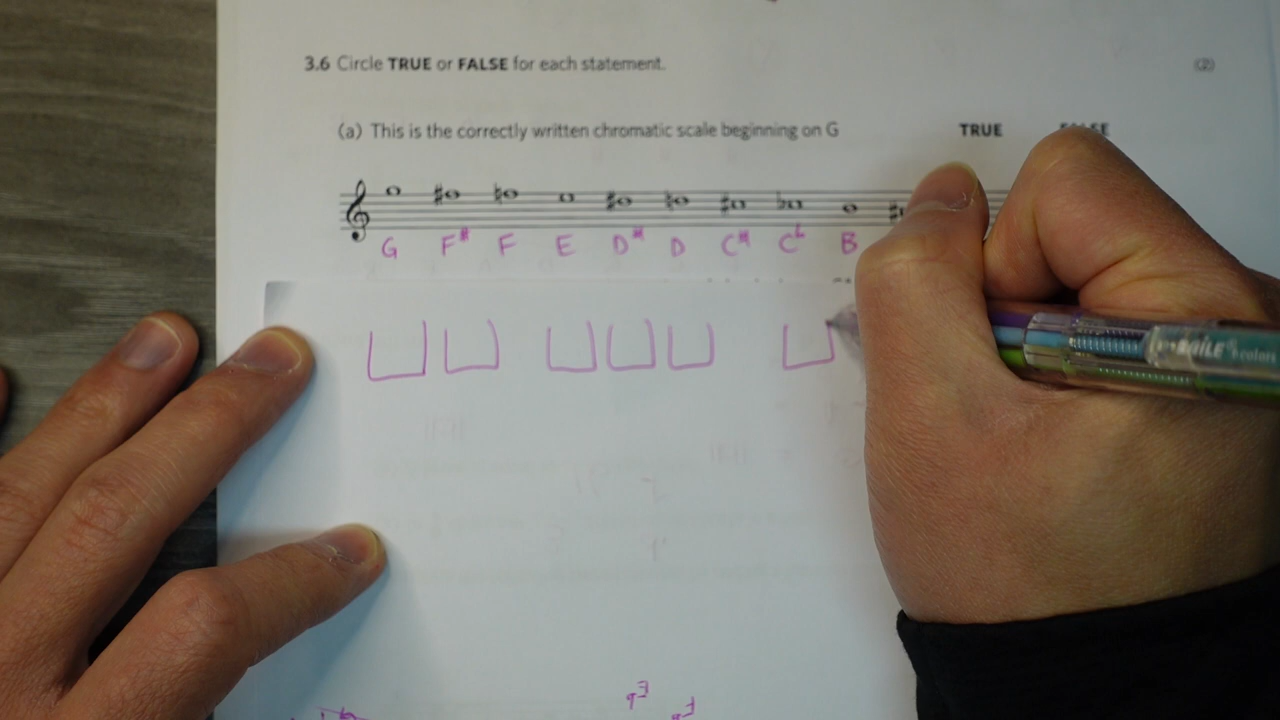 3.6 Circle TRUE or FALSE for each statement. (2)
(a) This is the correctly written chromatic scale beginning on G TRUE FALSE
G F# F E D# D C# C♭ B